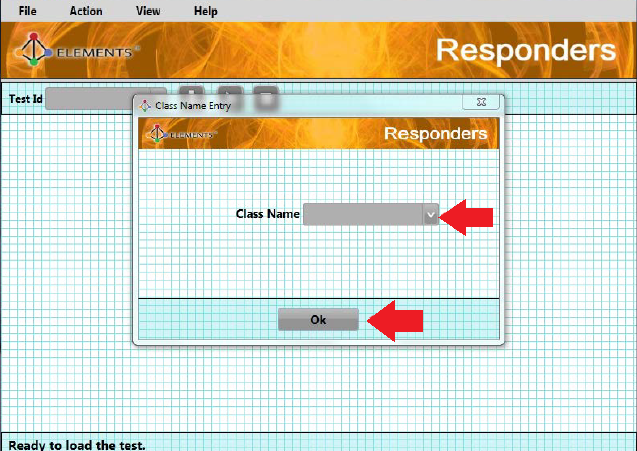 File Action View Help
ELEMENTS®
Responders
Test Id
Class Name Entry
ELEMENTS®
Responders
Class Name
Ok
Ready to load the test.